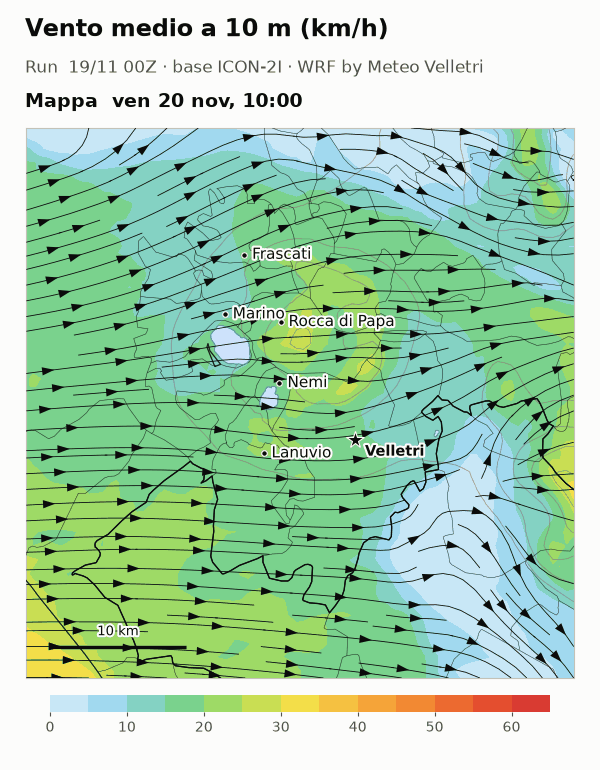 Vento medio a 10 m (km/h)
Run  19/11 00Z · base ICON-2I · WRF by Meteo Velletri
Mappa  ven 20 nov, 10:00
Frascati
Marino
Rocca di Papa
Nemi
Velletri
Lanuvio
10 km
0 10 20 30 40 50 60